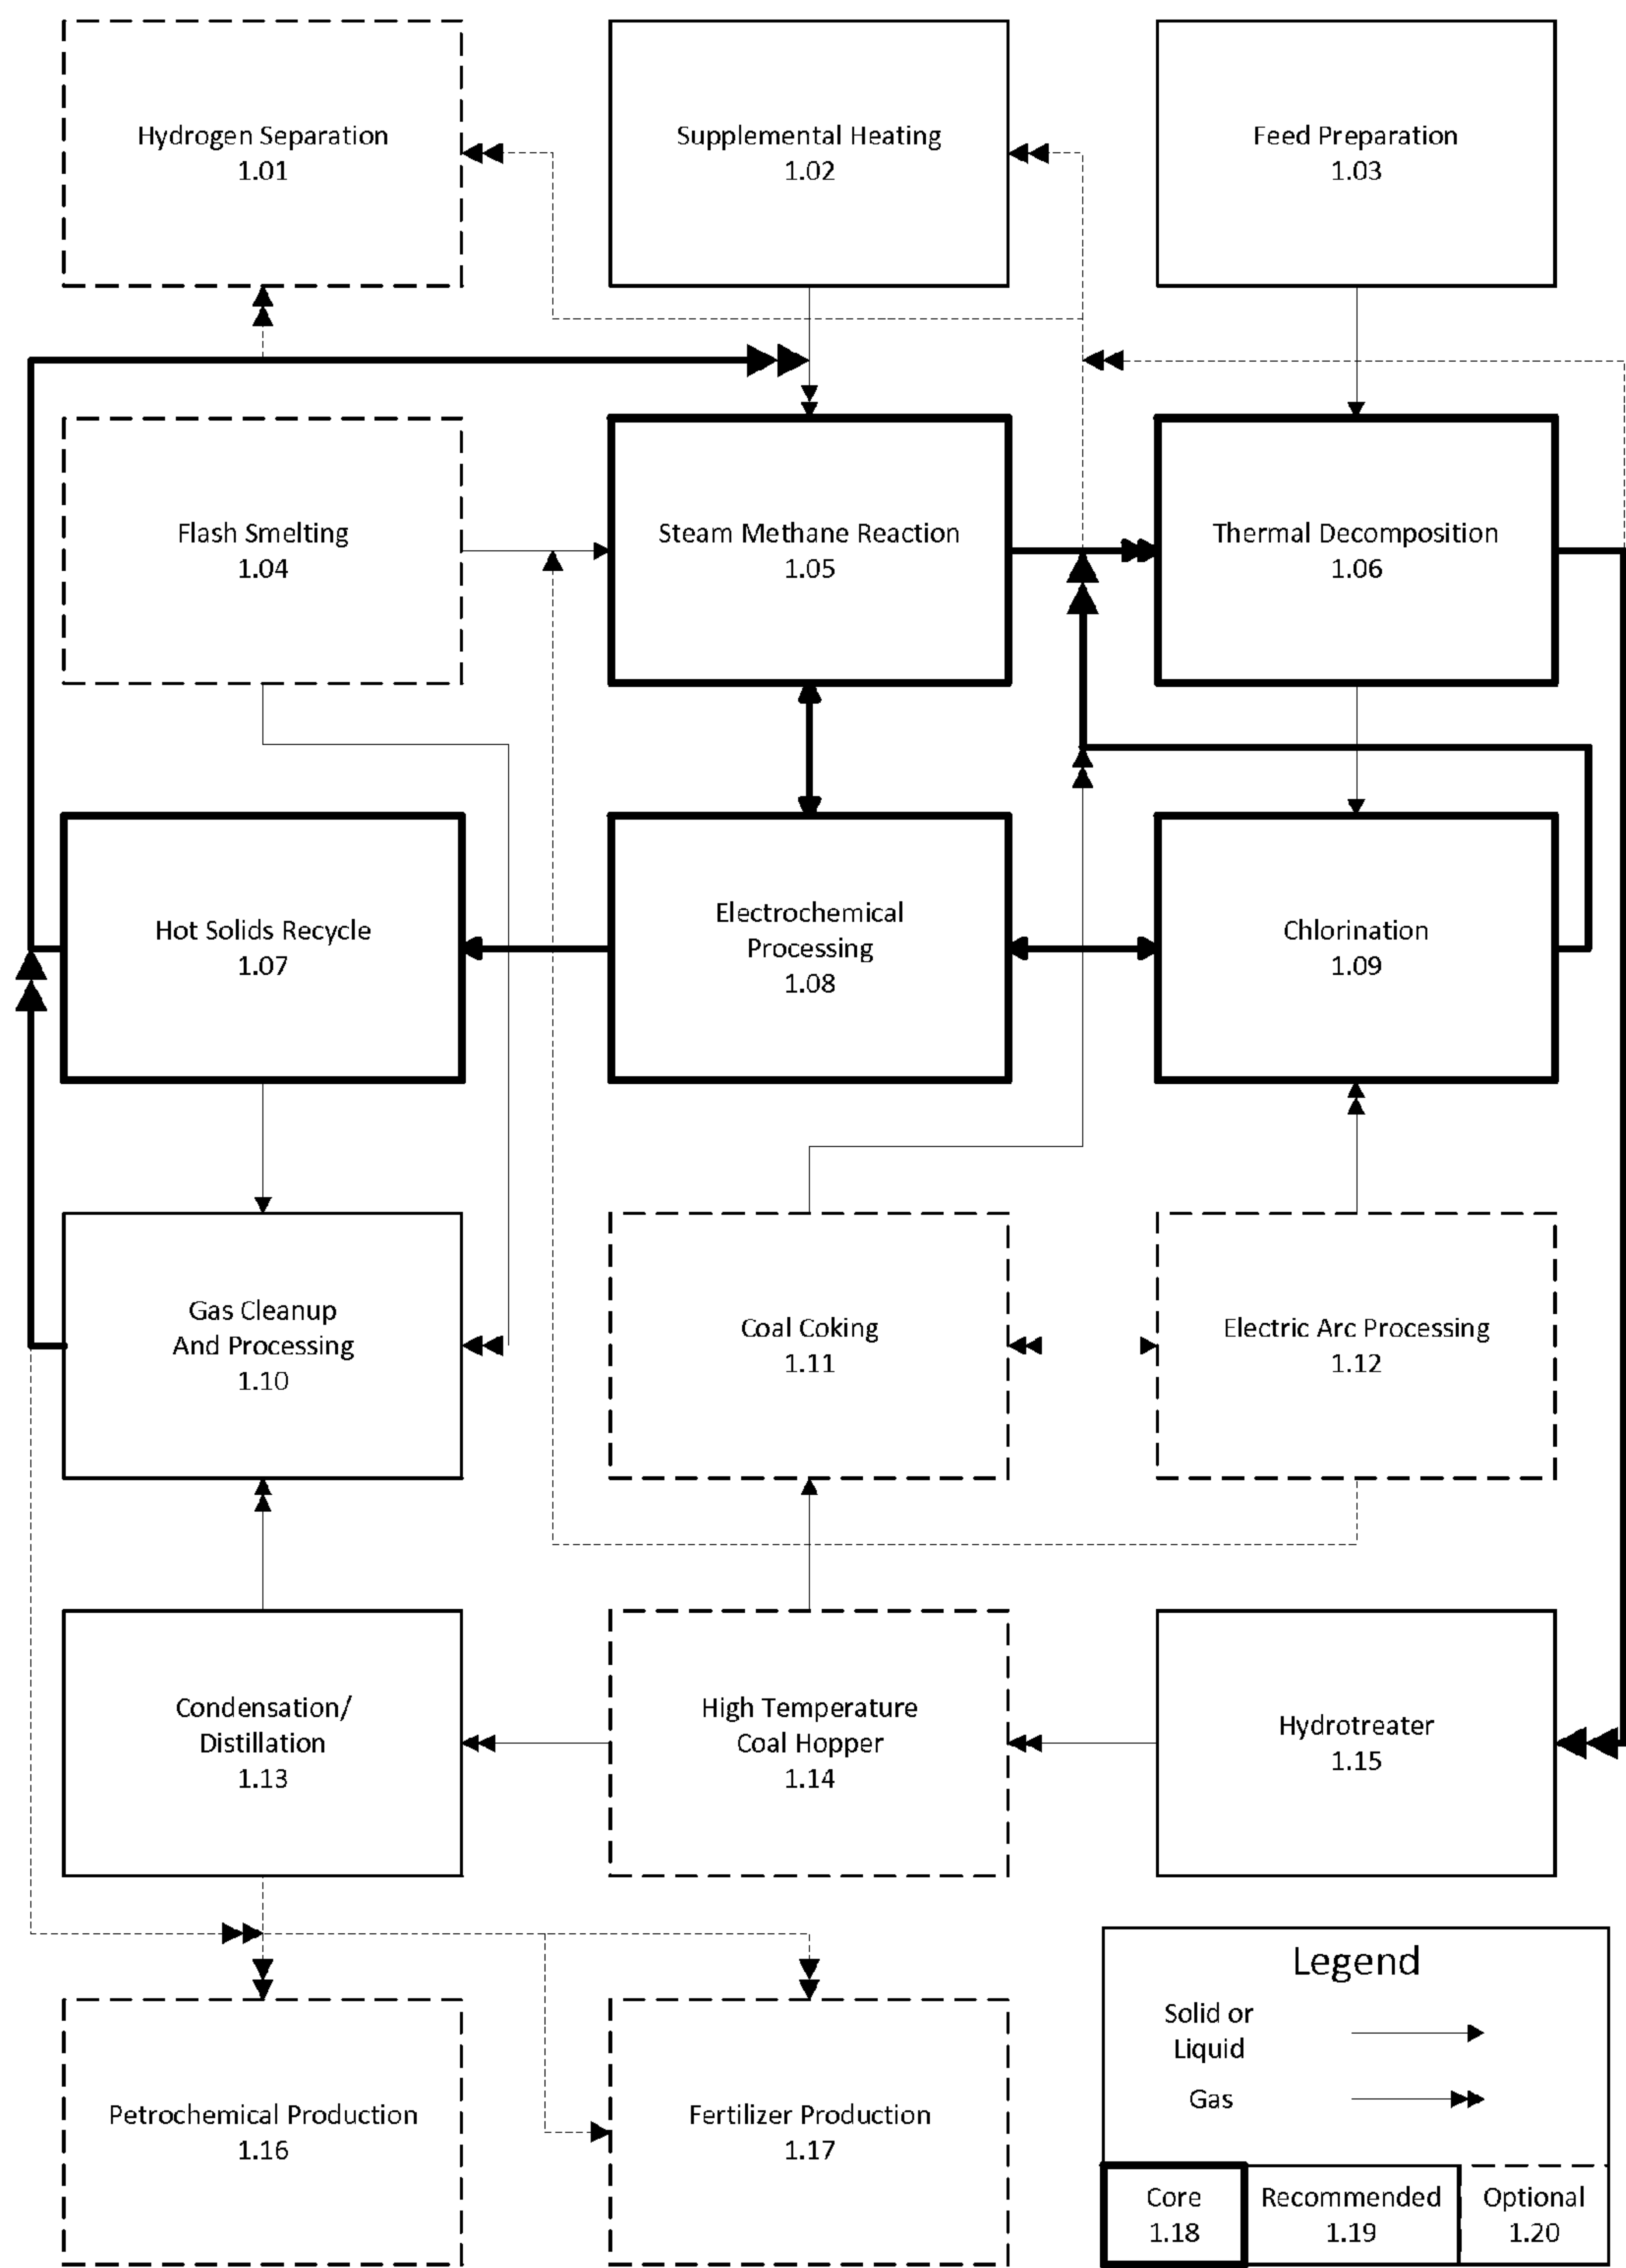 Hydrogen Separation
1.01
Supplemental Heating
1.02
Feed Preparation
1.03
Flash Smelting
1.04
Steam Methane Reaction
1.05
Thermal Decomposition
1.06
Hot Solids Recycle
1.07
Electrochemical
Processing
1.08
Chlorination
1.09
Gas Cleanup
And Processing
1.10
Coal Coking
1.11
Electric Arc Processing
1.12
Condensation/
Distillation
1.13
High Temperature
Coal Hopper
1.14
Hydrotreater
1.15
Petrochemical Production
1.16
Fertilizer Production
1.17
Legend
Solid or
Liquid
Gas
Core
1.18
Recommended
1.19
Optional
1.20